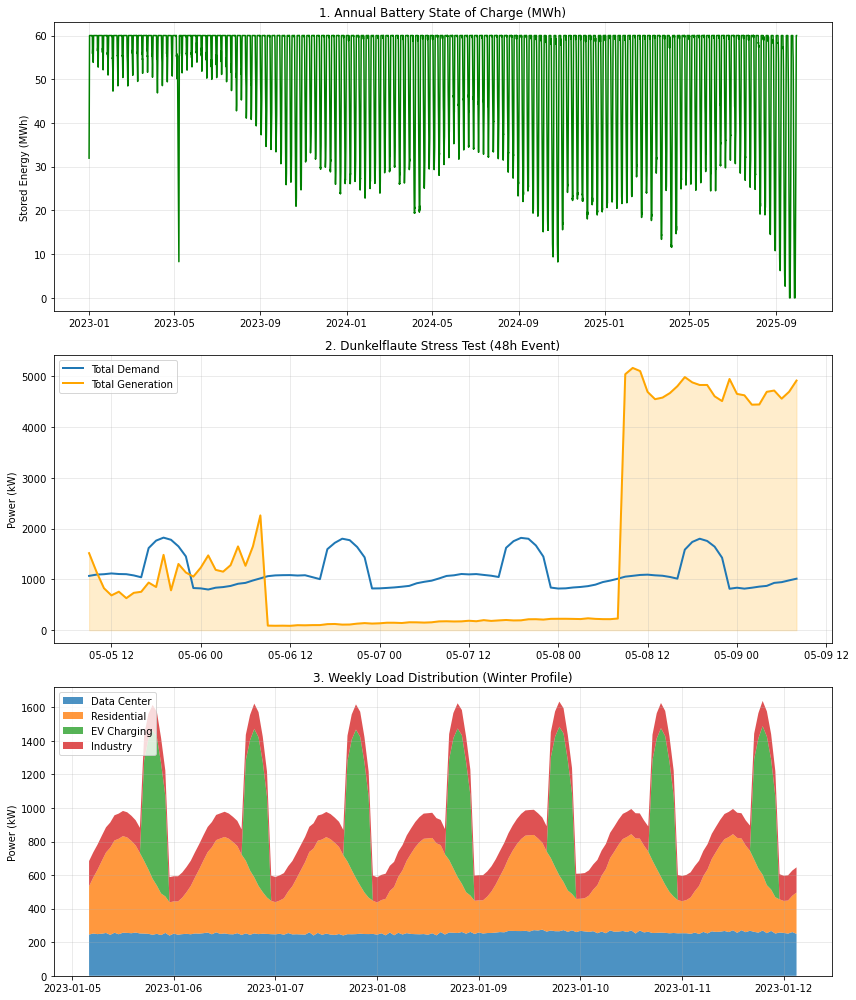 1. Annual Battery State of Charge (MWh)
Stored Energy (MWh)
60
50
40
30
20
10
0
2023-01 2023-05 2023-09 2024-01 2024-05 2024-09 2025-01 2025-05 2025-09
2. Dunkelflaute Stress Test (48h Event)
Total Demand
Total Generation
Power (kW)
5000
4000
3000
2000
1000
0
05-05 12 05-06 00 05-06 12 05-07 00 05-07 12 05-08 00 05-08 12 05-09 00 05-09 12
3. Weekly Load Distribution (Winter Profile)
Data Center
Residential
EV Charging
Industry
Power (kW)
1600
1400
1200
1000
800
600
400
200
0
2023-01-05 2023-01-06 2023-01-07 2023-01-08 2023-01-09 2023-01-10 2023-01-11 2023-01-12